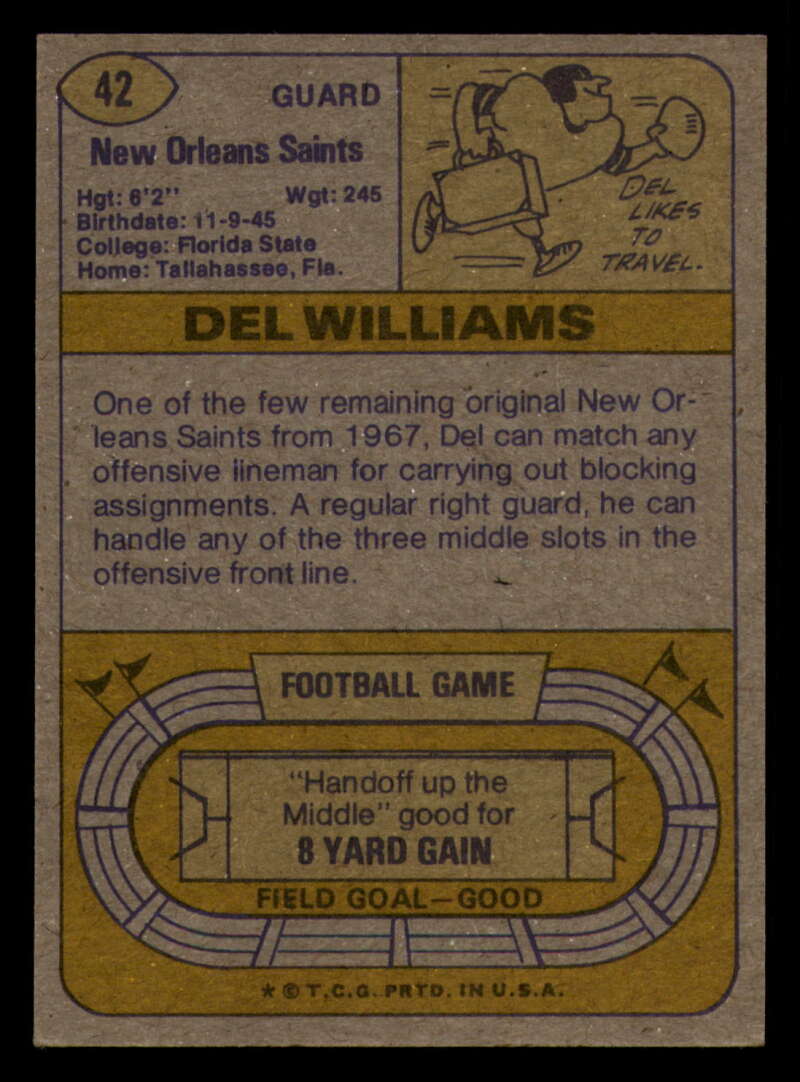 42
GUARD
New Orleans Saints
Hgt: 6'2" Wgt: 245
Birthdate: 11-9-45
College: Florida State
Home: Tallahassee, Fla.
DEL
LIKES
TO
TRAVEL.
DEL WILLIAMS
One of the few remaining original New Or-
leans Saints from 1967, Del can match any
offensive lineman for carrying out blocking
assignments. A regular right guard, he can
handle any of the three middle slots in the
offensive front line.
FOOTBALL GAME
"Handoff up the
Middle" good for
8 YARD GAIN
FIELD GOAL—GOOD
★ © T.C.G. PRTD. IN U.S.A.